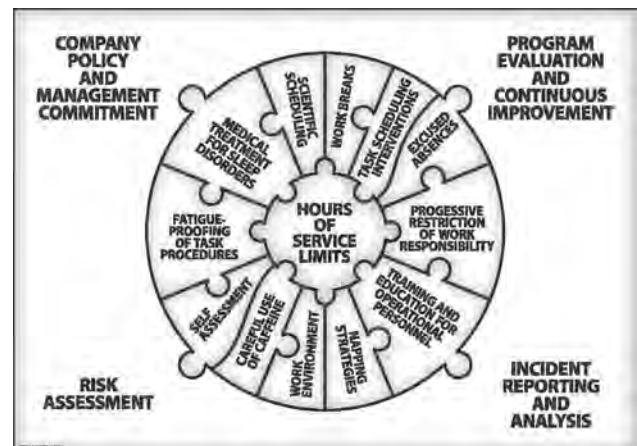 COMPANY
POLICY
AND
MANAGEMENT
COMMITMENT
PROGRAM
EVALUATION
AND
CONTINUOUS
IMPROVEMENT
SCIENTIFIC
SCHEDULING
WORK BREAKS
TASK SCHEDULING
INTERVENTIONS
EXCUSED
ABSENCES
MEDICAL
TREATMENT
FOR SLEEP
DISORDERS
HOURS
OF
SERVICE
LIMITS
FATIGUE-
PROOFING
OF TASK
PROCEDURES
PROGESSIVE
RESTRICTION
OF WORK
RESPONSIBILITY
SELF
ASSESSMENT
CAREFUL USE
OF CAFFEINE
WORK
ENVIRONMENT
NAPPING
STRATEGIES
TRAINING AND
EDUCATION FOR
OPERATIONAL
PERSONNEL
RISK
ASSESSMENT
INCIDENT
REPORTING
AND
ANALYSIS